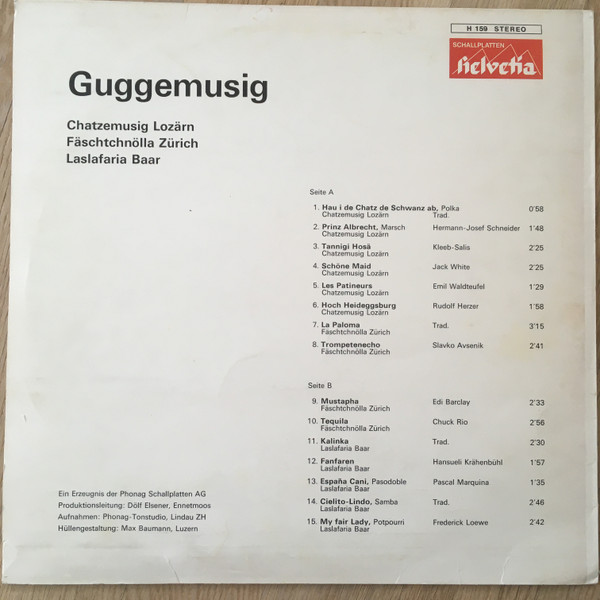 H 159 STEREO
SCHALLPLATTEN
Helvetia
Guggemusig
Chatzemusig Lozärn
Fäschtchnölla Zürich
Laslafaria Baar
Seite A
1. Hau i de Chatz de Schwanz ab, Polka 0'58
Chatzemusig Lozärn Trad.
2. Prinz Albrecht, Marsch Hermann-Josef Schneider 1'48
Chatzemusig Lozärn
3. Tannigi Hosä Kleeb-Salis 2'25
Chatzemusig Lozärn
4. Schöne Maid Jack White 2'25
Chatzemusig Lozärn
5. Les Patineurs Emil Waldteufel 1'29
Chatzemusig Lozärn
6. Hoch Heideggsburg Rudolf Herzer 1'58
Chatzemusig Lozärn
7. La Paloma Trad. 3'15
Fäschtchnölla Zürich
8. Trompetenecho Slavko Avsenik 2'41
Fäschtchnölla Zürich
Seite B
9. Mustapha Edi Barclay 2'33
Fäschtchnölla Zürich
10. Tequila Chuck Rio 2'56
Fäschtchnölla Zürich
11. Kalinka Trad. 2'30
Laslafaria Baar
12. Fanfaren Hansueli Krähenbühl 1'57
Laslafaria Baar
13. España Cani, Pasodoble Pascal Marquina 1'35
Laslafaria Baar
14. Cielito-Lindo, Samba Trad. 2'46
Laslafaria Baar
15. My fair Lady, Potpourri Frederick Loewe 2'42
Laslafaria Baar
Ein Erzeugnis der Phonag Schallplatten AG
Produktionsleitung: Dölf Elsener, Ennetmoos
Aufnahmen: Phonag-Tonstudio, Lindau ZH
Hüllengestaltung: Max Baumann, Luzern